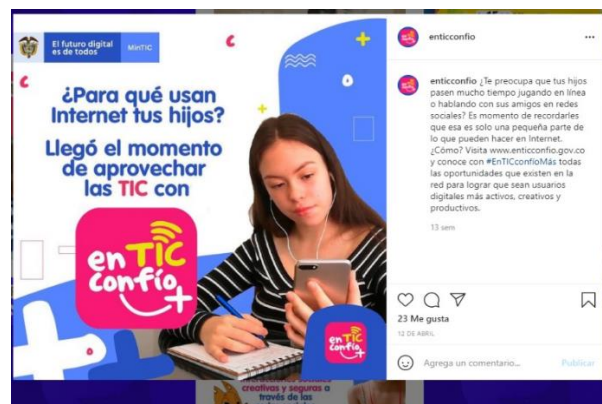 El futuro digital
es de todos
MinTIC
¿Para qué usan
Internet tus hijos?
Llegó el momento
de aprovechar
las TIC con
en TIC
confío
+
en TIC
confío
+
enticconfio
enticconfio ¿Te preocupa que tus hijos
pasen mucho tiempo jugando en línea
o hablando con sus amigos en redes
sociales? Es momento de recordarles
que esa es solo una pequeña parte de
lo que pueden hacer en Internet.
¿Cómo? Visita www.enticconfio.gov.co
y conoce con #EnTICconfíoMás todas
las oportunidades que existen en la
red para lograr que sean usuarios
digitales más activos, creativos y
productivos.
13 sem
23 Me gusta
12 DE ABRIL
Agrega un comentario...
Publicar
creativas y seguras a
través de las